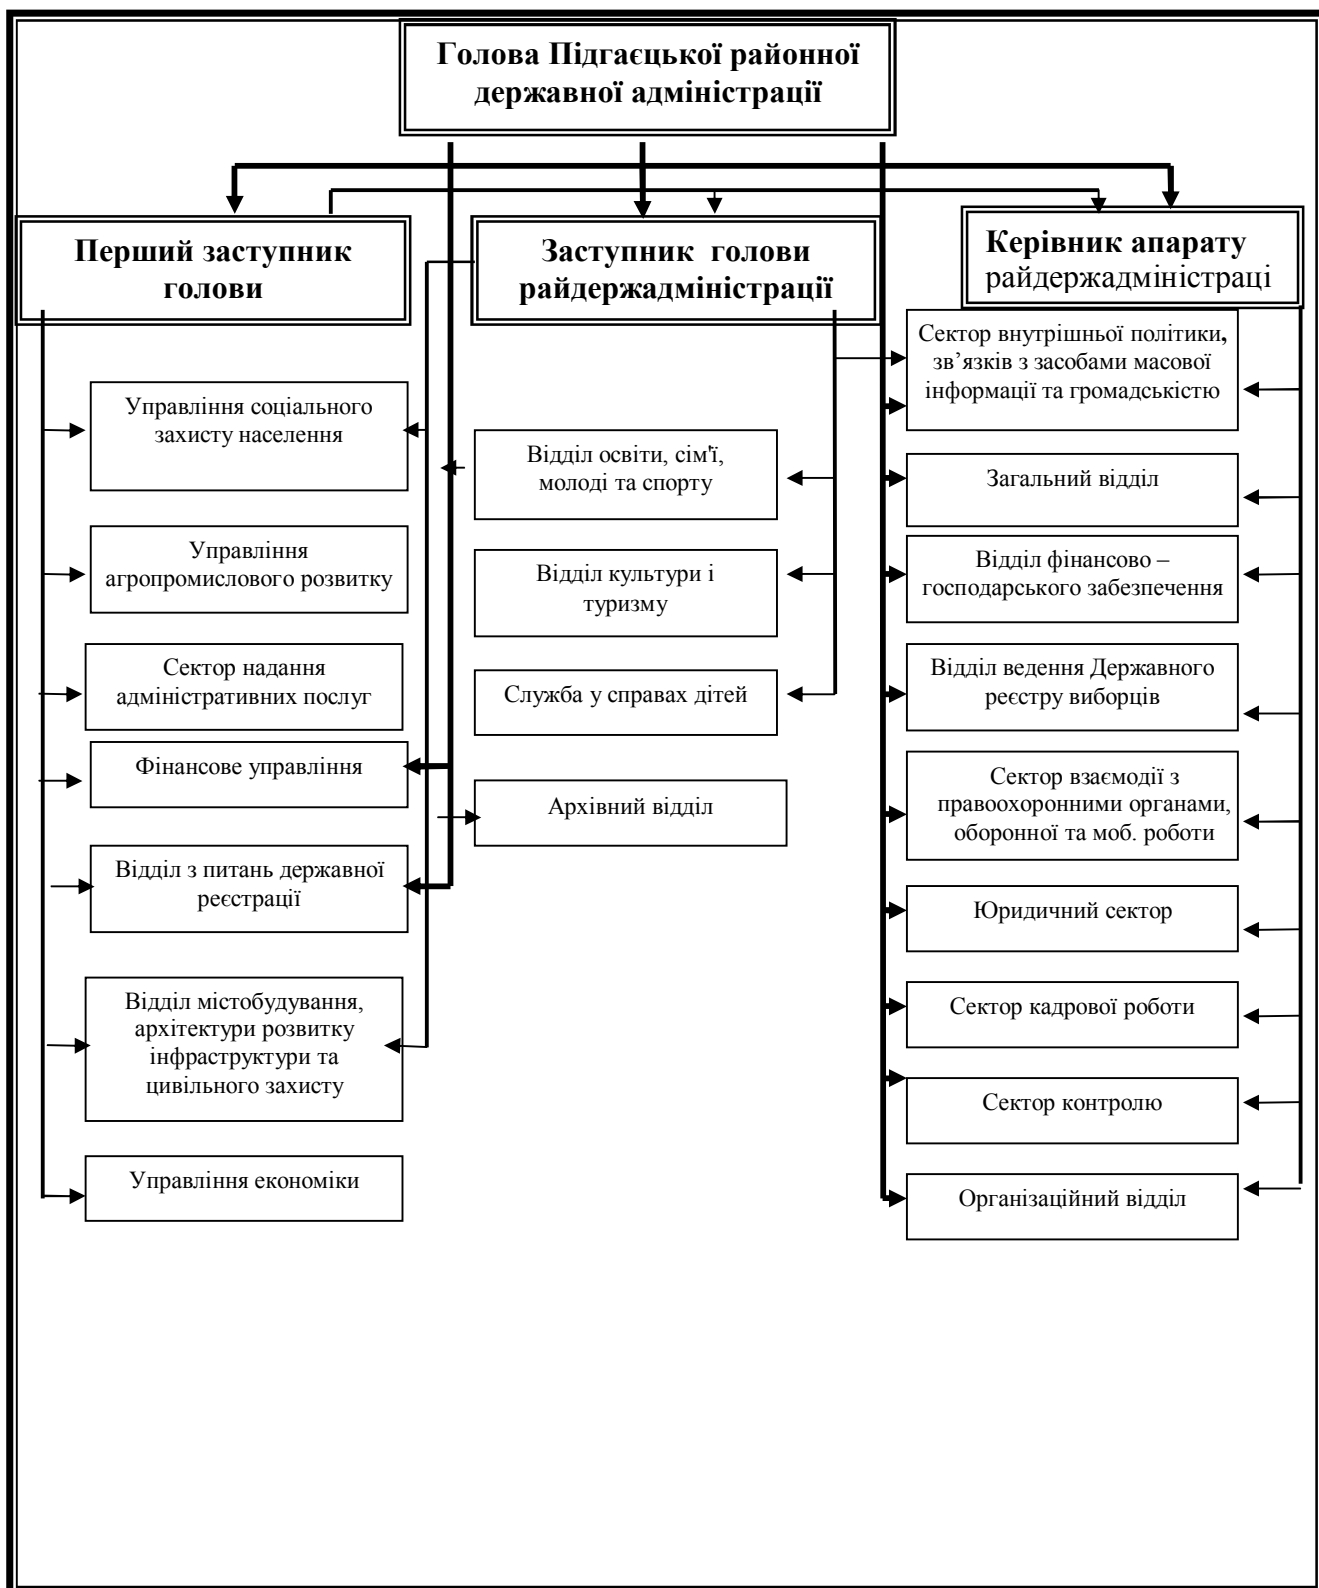 Голова Підгаєцької районної
державної адміністрації
Перший заступник
голови
Заступник  голови
райдержадміністрації
Керівник апарату
райдержадміністраці
Управління соціального
захисту населення
Управління
агропромислового розвитку
Сектор надання
адміністративних послуг
Фінансове управління
Відділ з питань державної
реєстрації
Відділ містобудування,
архітектури розвитку
інфраструктури та
цивільного захисту
Управління економіки
Відділ освіти, сім'ї,
молоді та спорту
Відділ культури і
туризму
Служба у справах дітей
Архівний відділ
Сектор внутрішньої політики,
зв’язків з засобами масової
інформації та громадськістю
Загальний відділ
Відділ фінансово –
господарського забезпечення
Відділ ведення Державного
реєстру виборців
Сектор взаємодії з
правоохоронними органами,
оборонної та моб. роботи
Юридичний сектор
Сектор кадрової роботи
Сектор контролю
Організаційний відділ